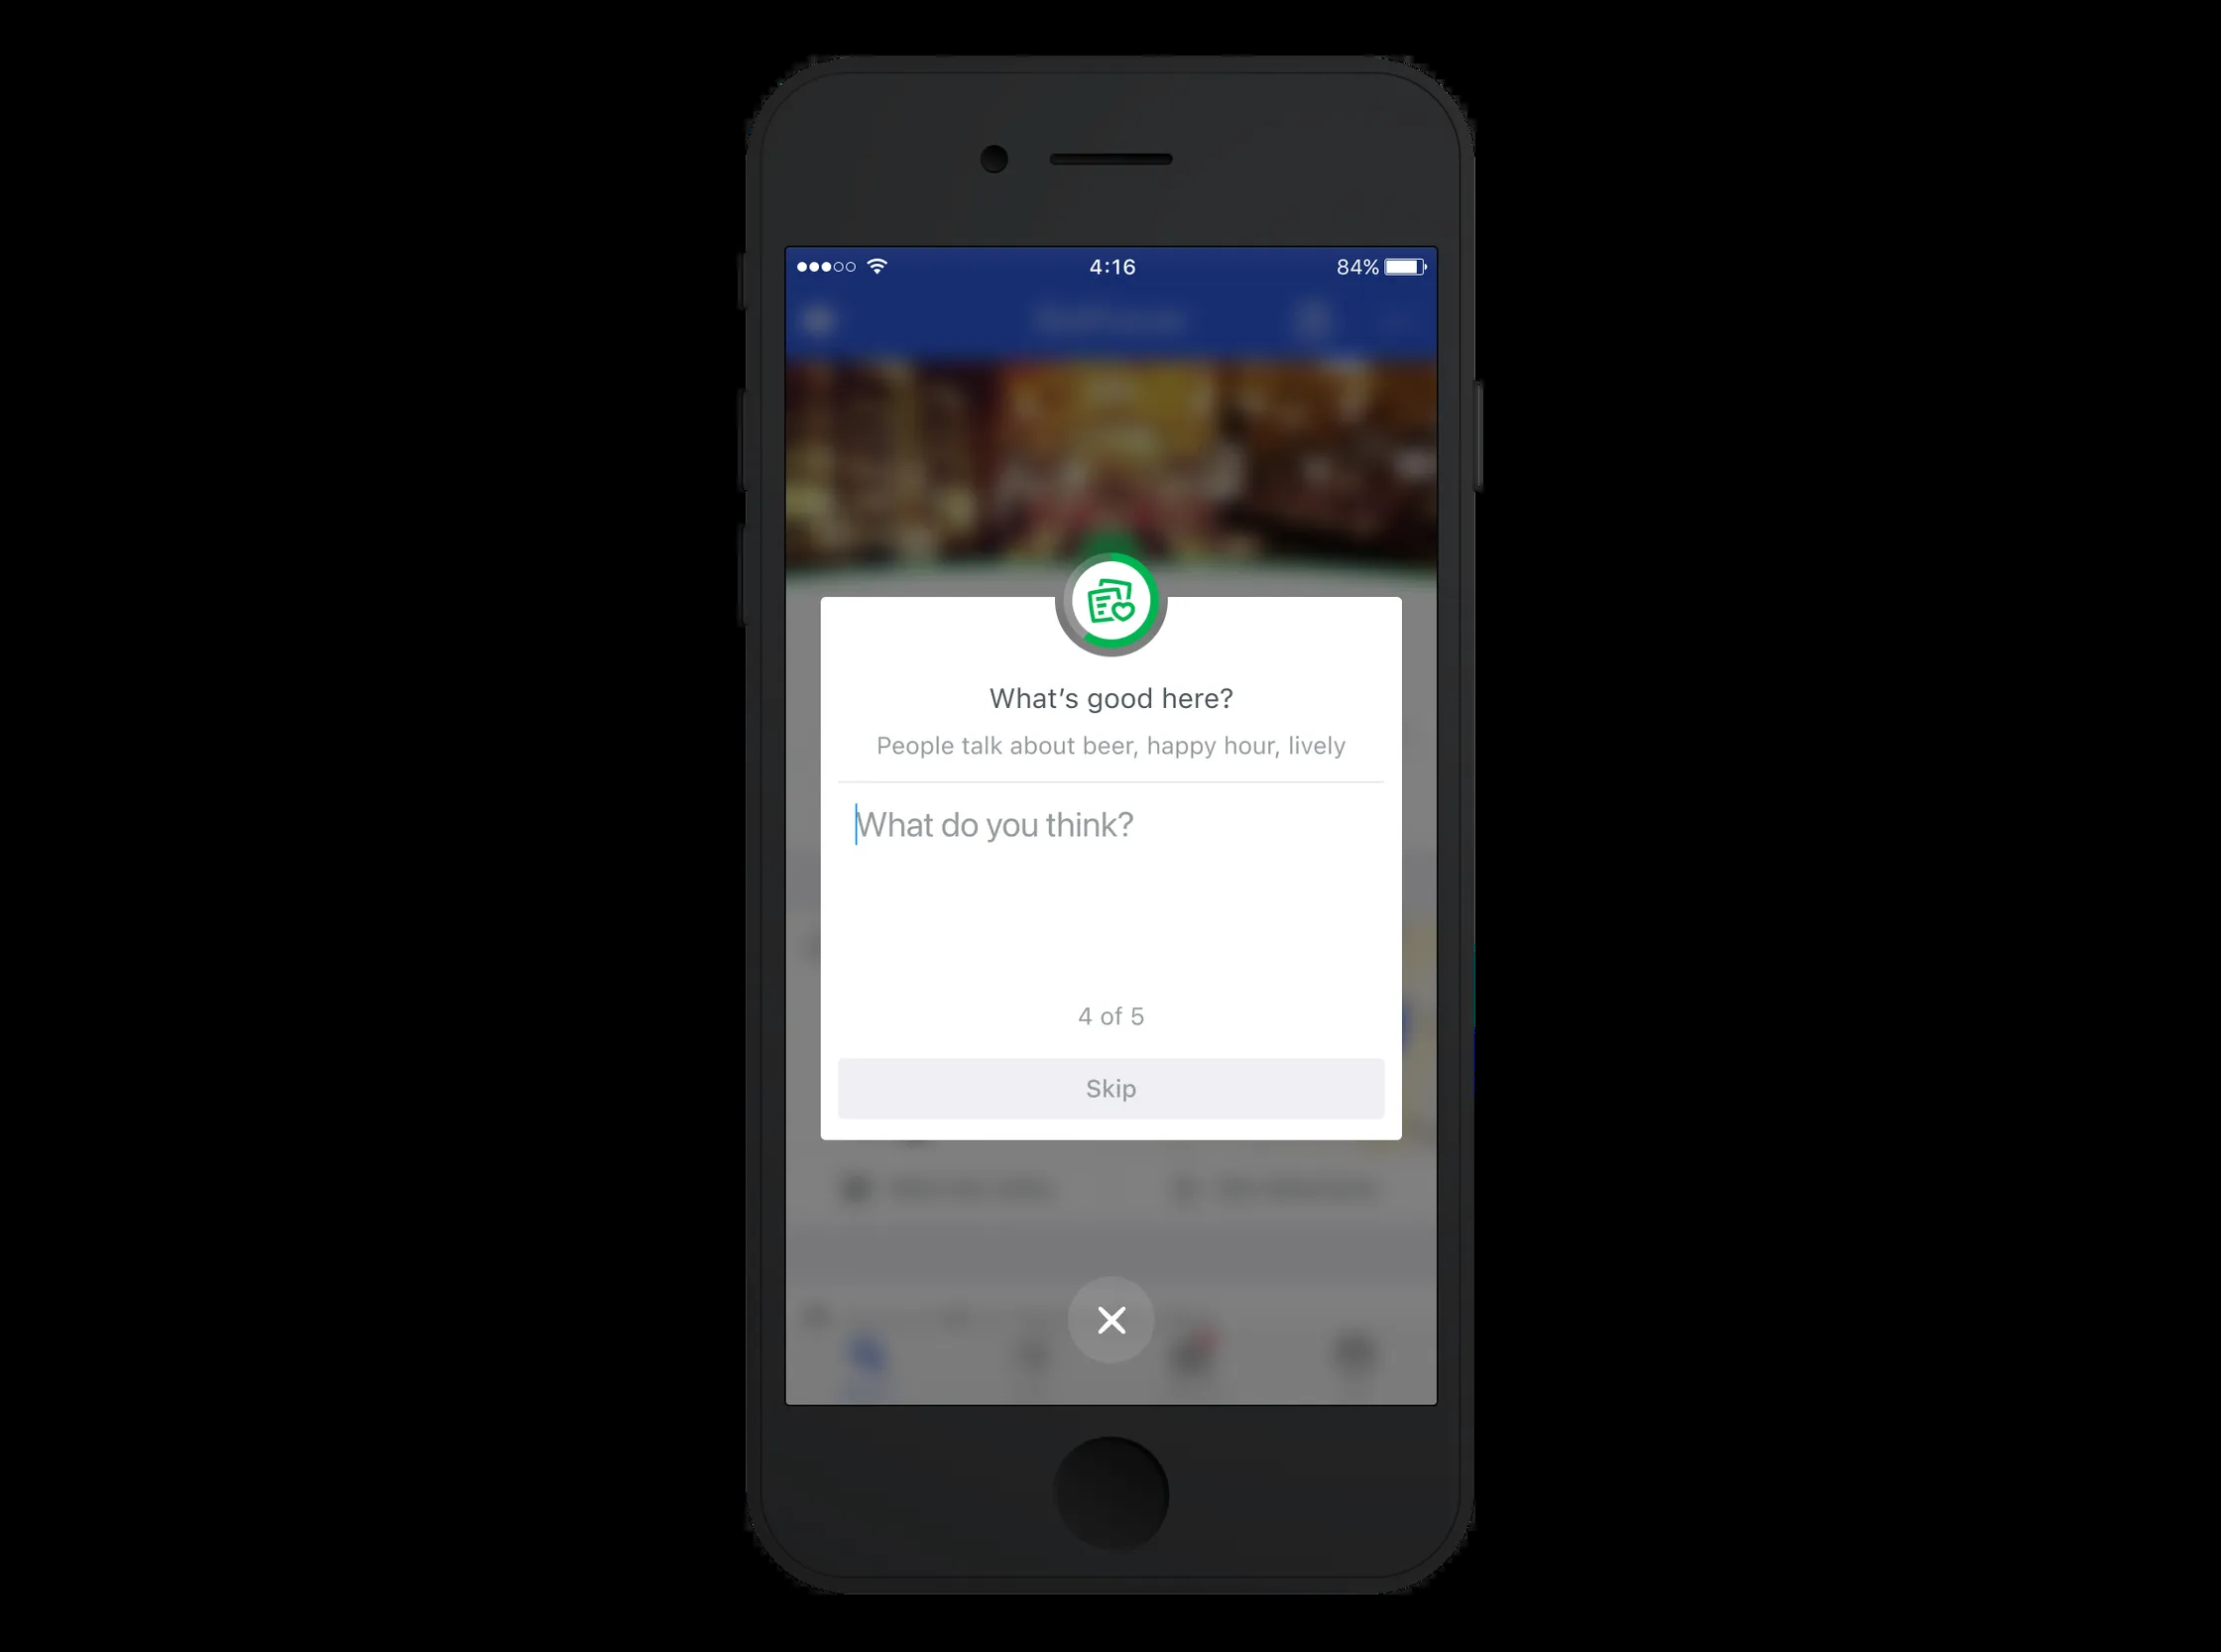 4:16
84%
What's good here?
People talk about beer, happy hour, lively
What do you think?
4 of 5
Skip